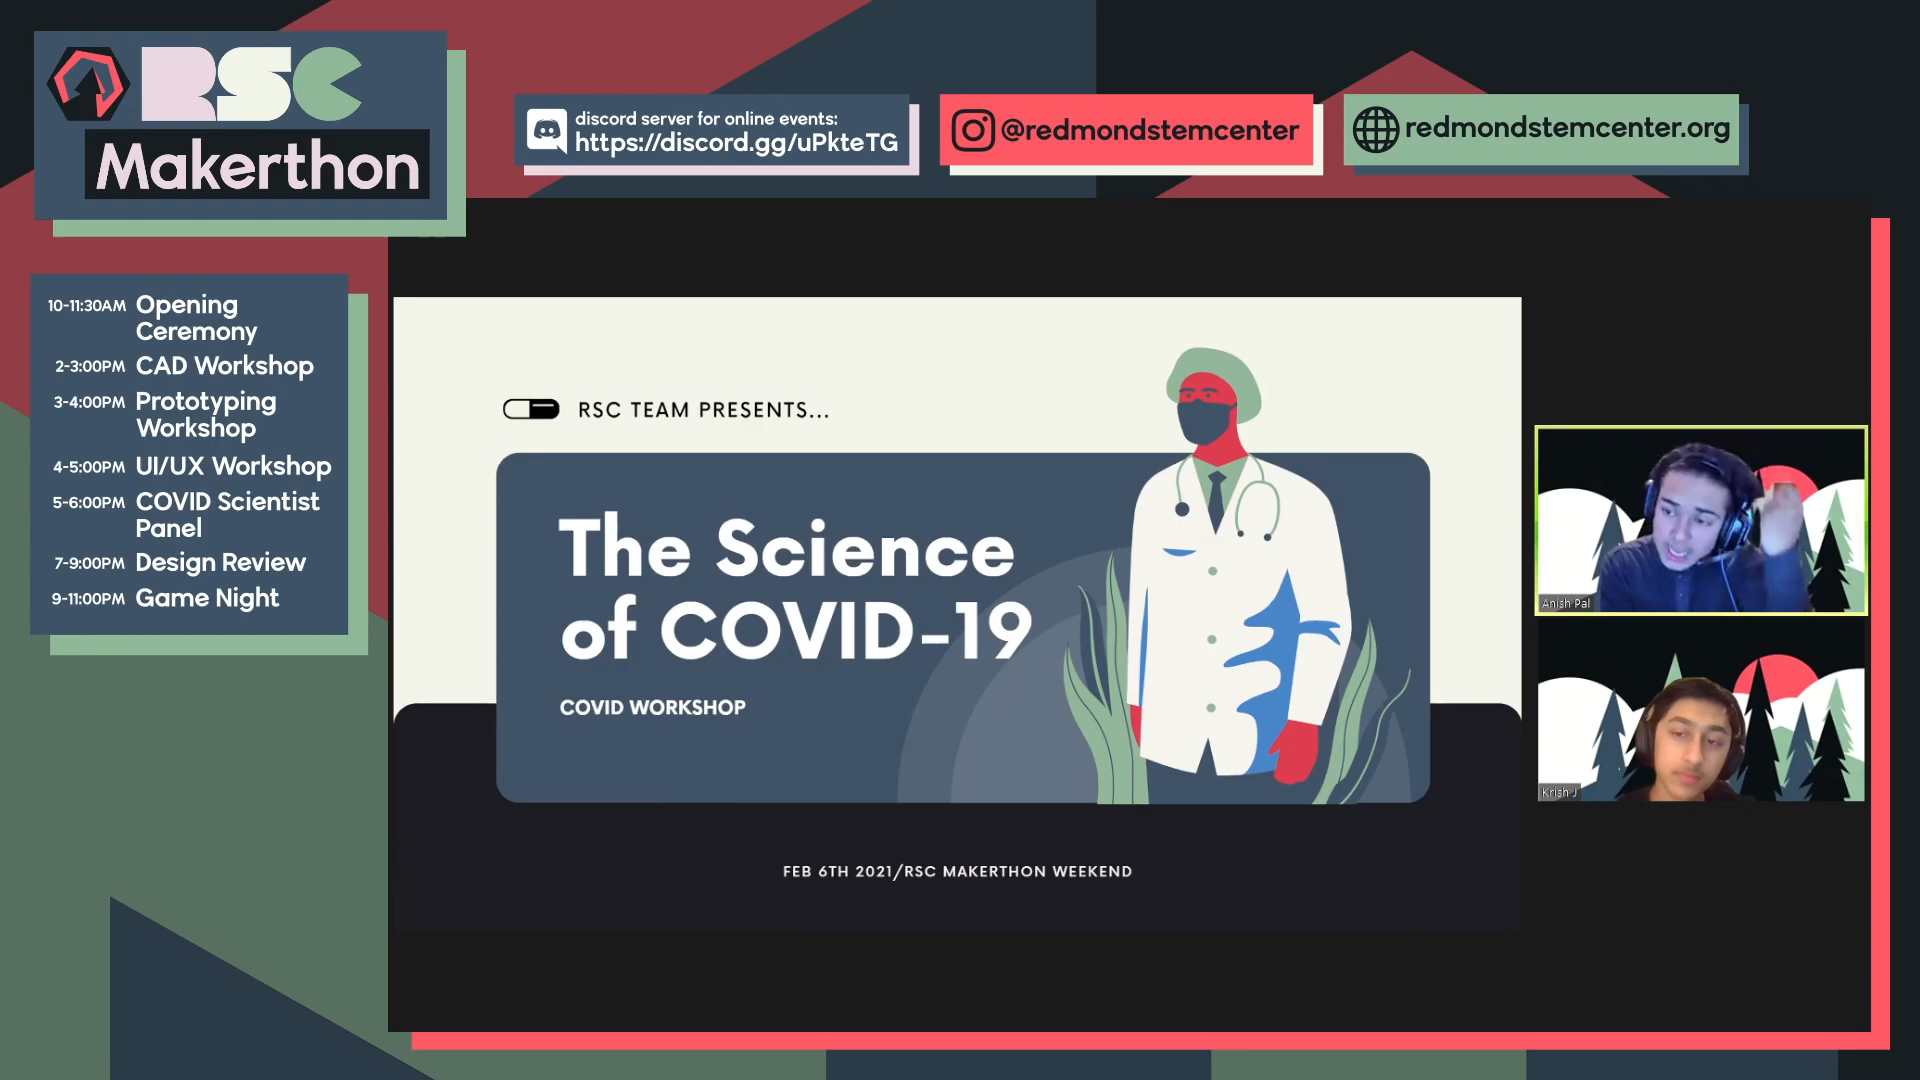 RSC
Makerthon
discord server for online events:
https://discord.gg/uPkteTG
@redmondstemcenter
redmondstemcenter.org
10-11:30AM Opening
Ceremony
2-3:00PM CAD Workshop
3-4:00PM Prototyping
Workshop
4-5:00PM UI/UX Workshop
5-6:00PM COVID Scientist
Panel
7-9:00PM Design Review
9-11:00PM Game Night
RSC TEAM PRESENTS...
The Science
of COVID-19
COVID WORKSHOP
FEB 6TH 2021/RSC MAKERTHON WEEKEND
Anish Pal
Krish J